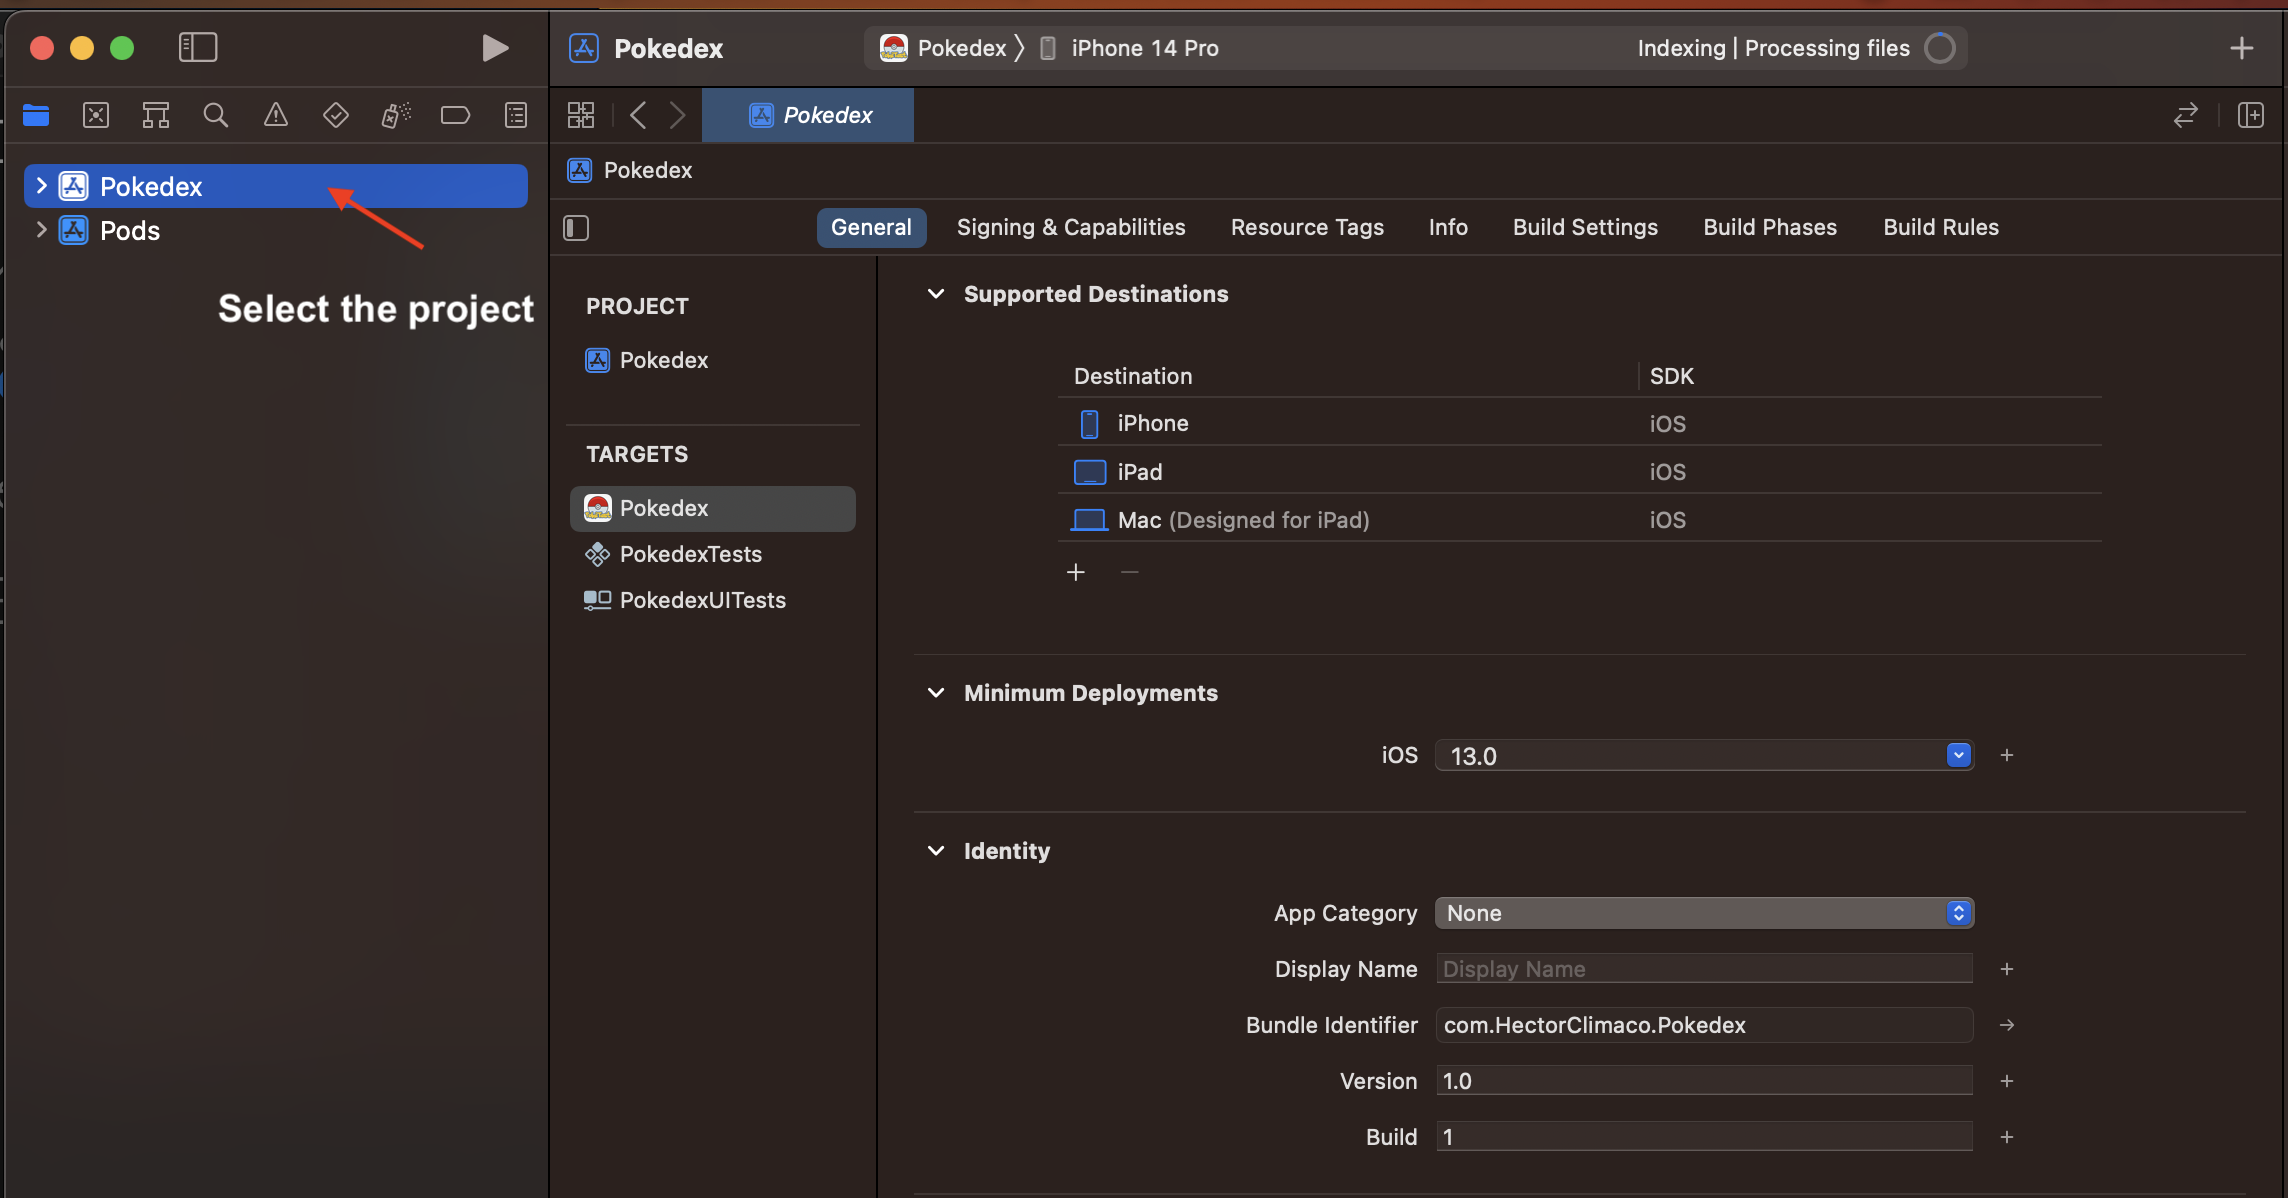 Pokedex
Pokedex
iPhone 14 Pro
Indexing | Processing files
Pokedex
Pokedex
Pods
Select the project
Pokedex
General
Signing & Capabilities
Resource Tags
Info
Build Settings
Build Phases
Build Rules
PROJECT
Pokedex
TARGETS
Pokedex
PokedexTests
PokedexUITests
Supported Destinations
Destination
SDK
iPhone
iOS
iPad
iOS
Mac (Designed for iPad)
iOS
Minimum Deployments
iOS
13.0
Identity
App Category
None
Display Name
Display Name
Bundle Identifier
com.HectorClimaco.Pokedex
Version
1.0
Build
1